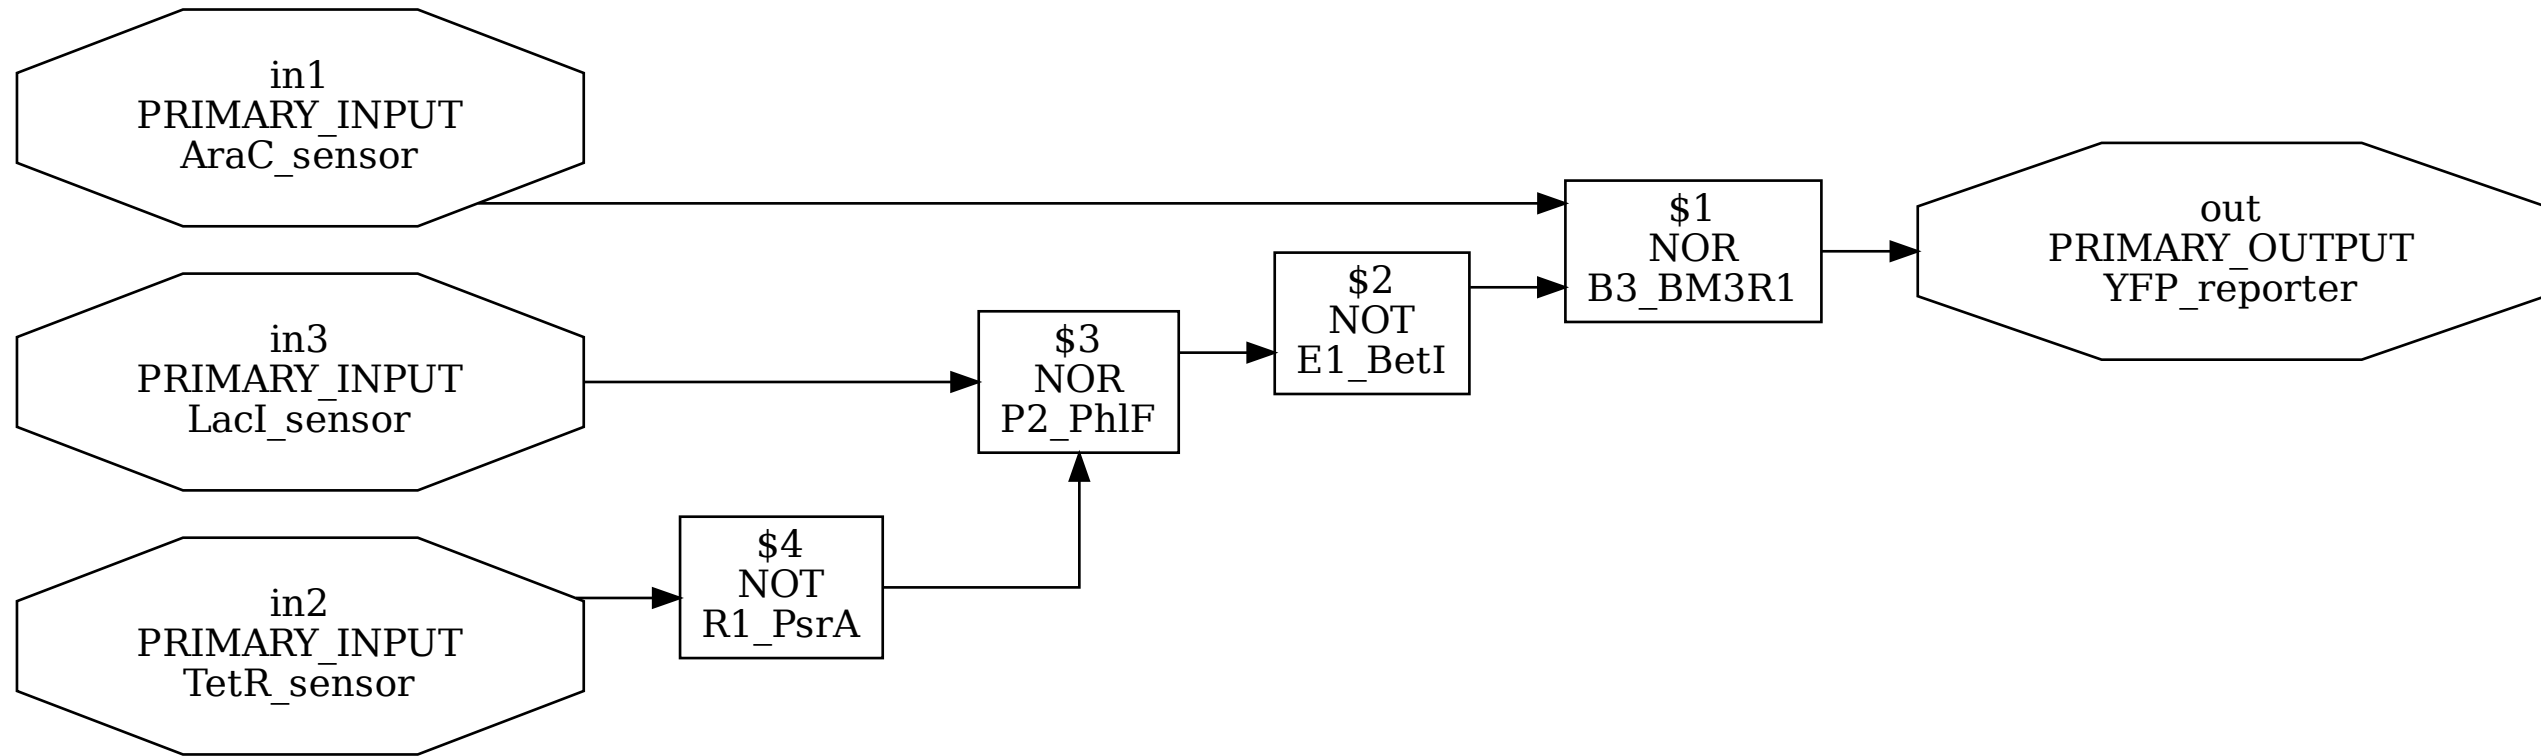 in1
PRIMARY_INPUT
AraC_sensor
in3
PRIMARY_INPUT
LacI_sensor
in2
PRIMARY_INPUT
TetR_sensor
$4
NOT
R1_PsrA
$3
NOR
P2_PhlF
$2
NOT
E1_BetI
$1
NOR
B3_BM3R1
out
PRIMARY_OUTPUT
YFP_reporter